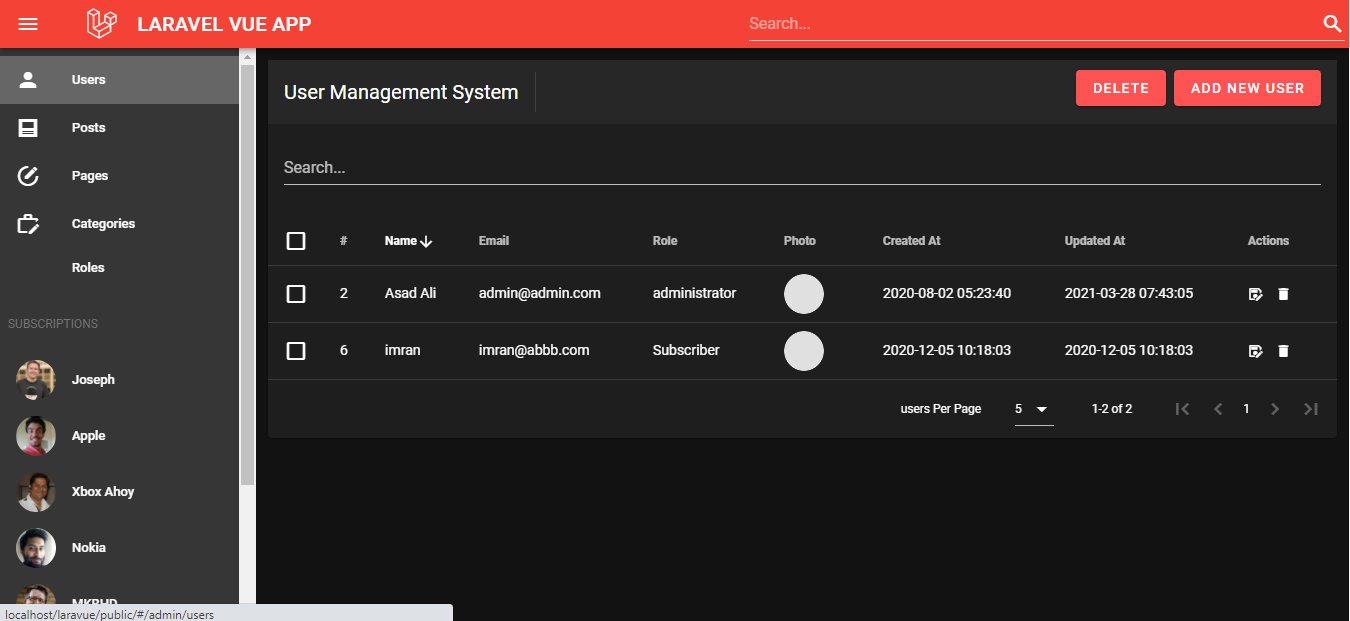 LARAVEL VUE APP
Search...
Users
Posts
Pages
Categories
Roles
SUBSCRIPTIONS
Joseph
Apple
Xbox Ahoy
Nokia
MKBHD
User Management System
DELETE
ADD NEW USER
Search...
# Name Email Role Photo Created At Updated At Actions
2 Asad Ali admin@admin.com administrator 2020-08-02 05:23:40 2021-03-28 07:43:05
6 imran imran@abbb.com Subscriber 2020-12-05 10:18:03 2020-12-05 10:18:03
users Per Page 5 1-2 of 2 1
localhost/laravue/public/#/admin/users